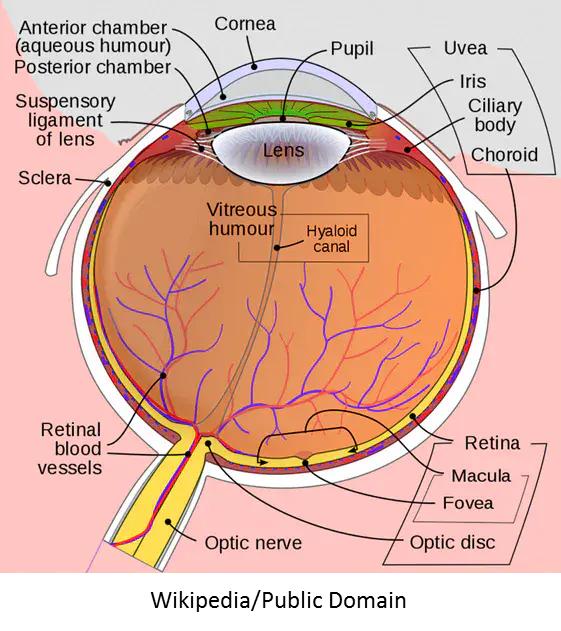 Anterior chamber
(aqueous humour)
Cornea
Posterior chamber
Pupil
Uvea
Suspensory
ligament
of lens
Iris
Ciliary
body
Lens
Choroid
Sclera
Vitreous
humour
Hyaloid
canal
Retinal
blood
vessels
Retina
Macula
Fovea
Optic nerve
Optic disc
Wikipedia/Public Domain